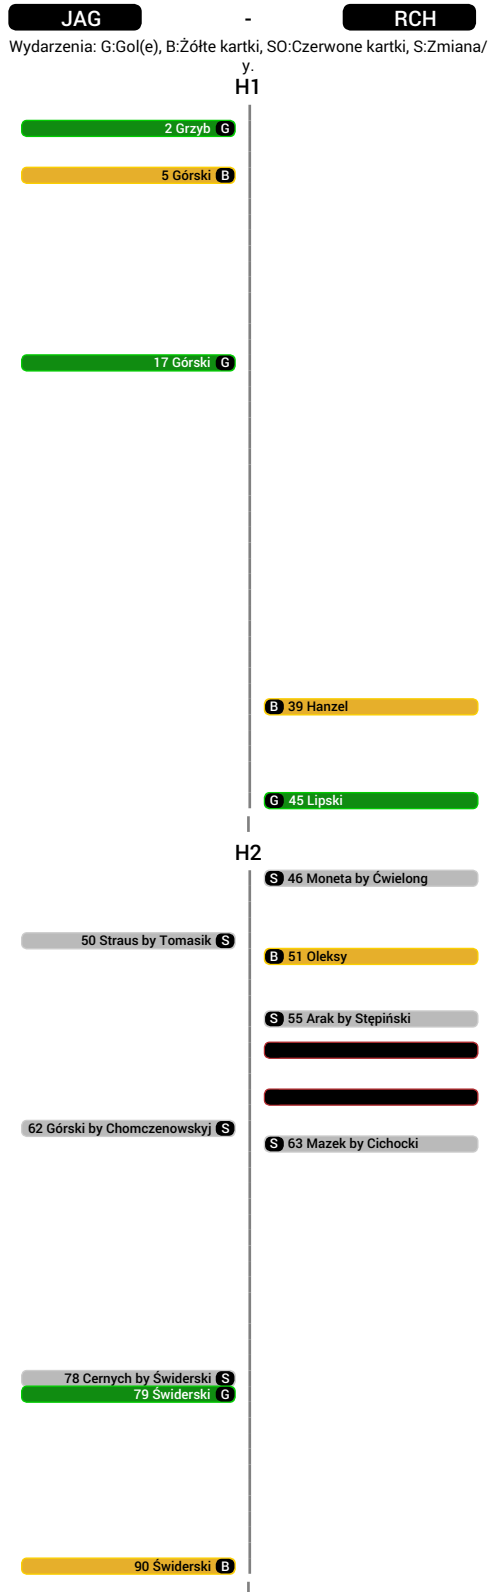 JAG - RCH
Wydarzenia: G:Gol(e), B:Żółte kartki, SO:Czerwone kartki, S:Zmiana/
y.
H1
2 Grzyb G
5 Górski B
17 Górski G
B 39 Hanzel
G 45 Lipski
H2
S 46 Moneta by Ćwielong
50 Straus by Tomasik S
B 51 Oleksy
S 55 Arak by Stępiński
62 Górski by Chomczenowskyj S
S 63 Mazek by Cichocki
78 Cernych by Świderski S
79 Świderski G
90 Świderski B